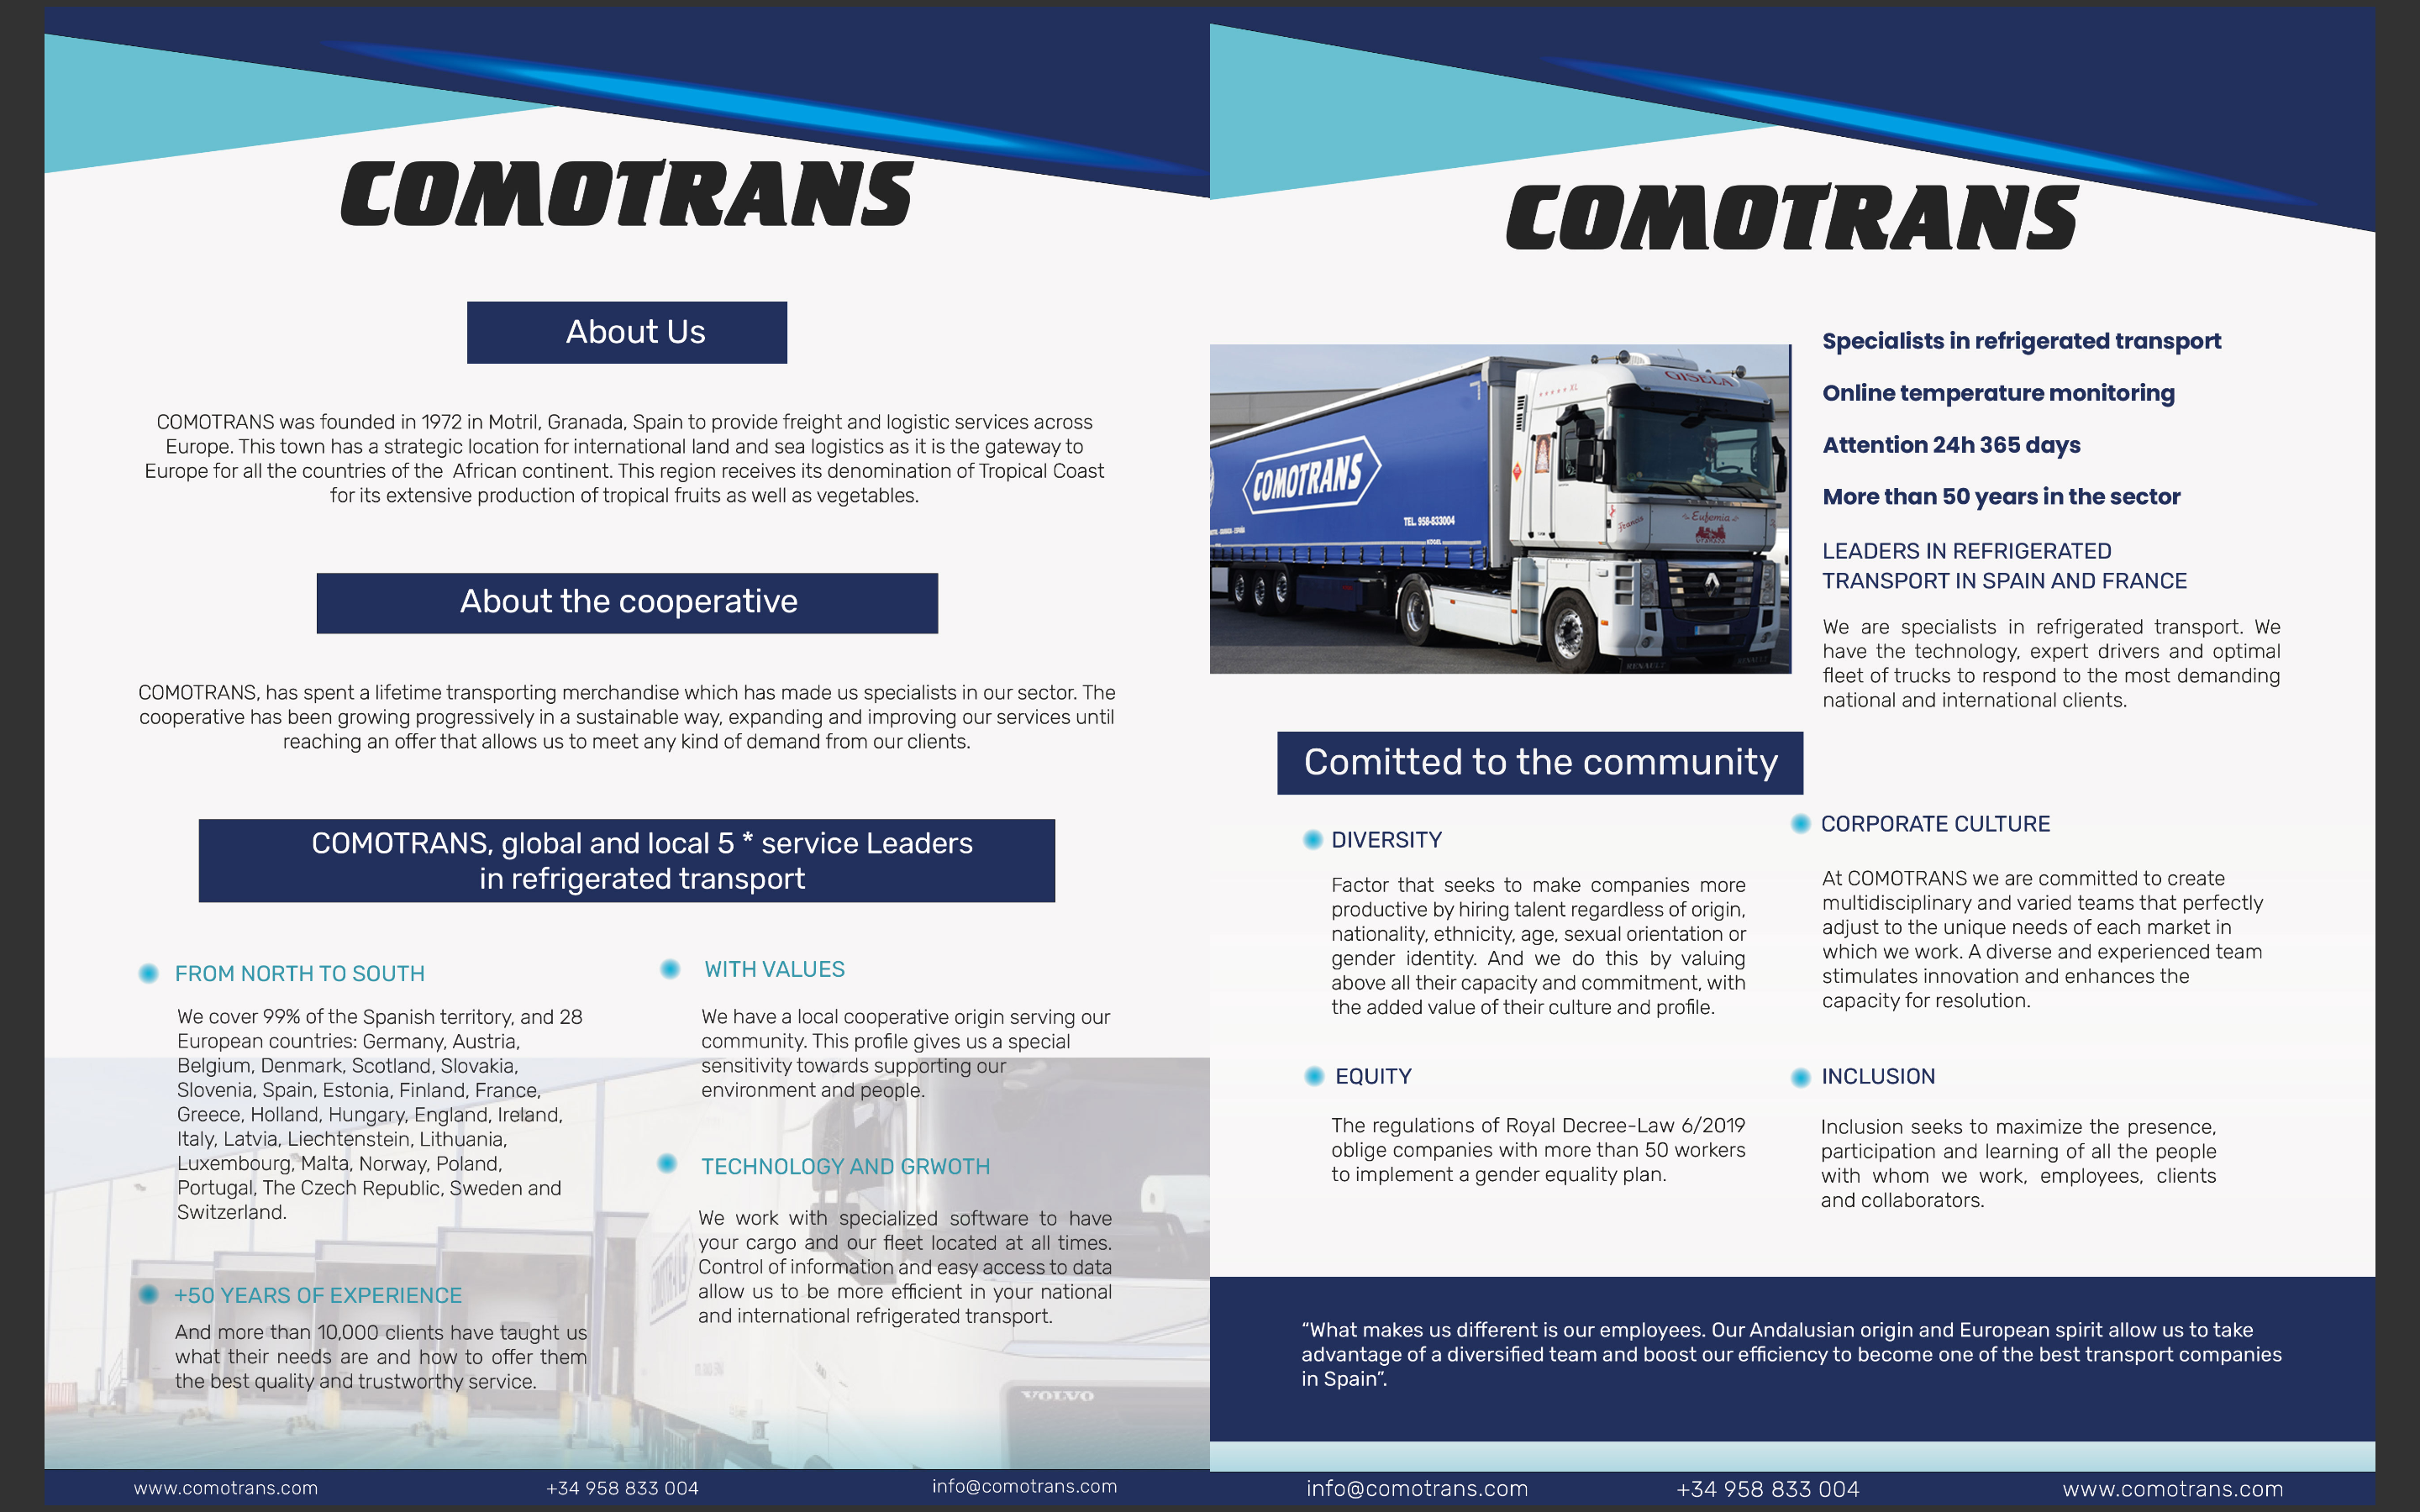 COMOTRANS
About Us
COMOTRANS was founded in 1972 in Motril, Granada, Spain to provide freight and logistic services across
Europe. This town has a strategic location for international land and sea logistics as it is the gateway to
Europe for all the countries of the African continent. This region receives its denomination of Tropical Coast
for its extensive production of tropical fruits as well as vegetables.
About the cooperative
COMOTRANS, has spent a lifetime transporting merchandise which has made us specialists in our sector. The
cooperative has been growing progressively in a sustainable way, expanding and improving our services until
reaching an offer that allows us to meet any kind of demand from our clients.
COMOTRANS, global and local 5 * service Leaders
in refrigerated transport
FROM NORTH TO SOUTH
We cover 99% of the Spanish territory, and 28
European countries: Germany, Austria,
Belgium, Denmark, Scotland, Slovakia,
Slovenia, Spain, Estonia, Finland, France,
Greece, Holland, Hungary, England, Ireland,
Italy, Latvia, Liechtenstein, Lithuania,
Luxembourg, Malta, Norway, Poland,
Portugal, The Czech Republic, Sweden and
Switzerland.
+50 YEARS OF EXPERIENCE
And more than 10,000 clients have taught us
what their needs are and how to offer them
the best quality and trustworthy service.
WITH VALUES
We have a local cooperative origin serving our
community. This profile gives us a special
sensitivity towards supporting our
environment and people.
TECHNOLOGY AND GRWOTH
We work with specialized software to have
your cargo and our fleet located at all times.
Control of information and easy access to data
allow us to be more efficient in your national
and international refrigerated transport.
COMOTRANS
VOLVO
www.comotrans.com
+34 958 833 004
info@comotrans.com
COMOTRANS
GISELA
XL
COMOTRANS
TEL. 958-833004
KOGEL
Francis
Eufemia
RENAULT
Specialists in refrigerated transport
Online temperature monitoring
Attention 24h 365 days
More than 50 years in the sector
LEADERS IN REFRIGERATED
TRANSPORT IN SPAIN AND FRANCE
We are specialists in refrigerated transport. We
have the technology, expert drivers and optimal
fleet of trucks to respond to the most demanding
national and international clients.
Comitted to the community
DIVERSITY
Factor that seeks to make companies more
productive by hiring talent regardless of origin,
nationality, ethnicity, age, sexual orientation or
gender identity. And we do this by valuing
above all their capacity and commitment, with
the added value of their culture and profile.
CORPORATE CULTURE
At COMOTRANS we are committed to create
multidisciplinary and varied teams that perfectly
adjust to the unique needs of each market in
which we work. A diverse and experienced team
stimulates innovation and enhances the
capacity for resolution.
EQUITY
The regulations of Royal Decree-Law 6/2019
oblige companies with more than 50 workers
to implement a gender equality plan.
INCLUSION
Inclusion seeks to maximize the presence,
participation and learning of all the people
with whom we work, employees, clients
and collaborators.
“What makes us different is our employees. Our Andalusian origin and European spirit allow us to take
advantage of a diversified team and boost our efficiency to become one of the best transport companies
in Spain”.
info@comotrans.com
+34 958 833 004
www.comotrans.com